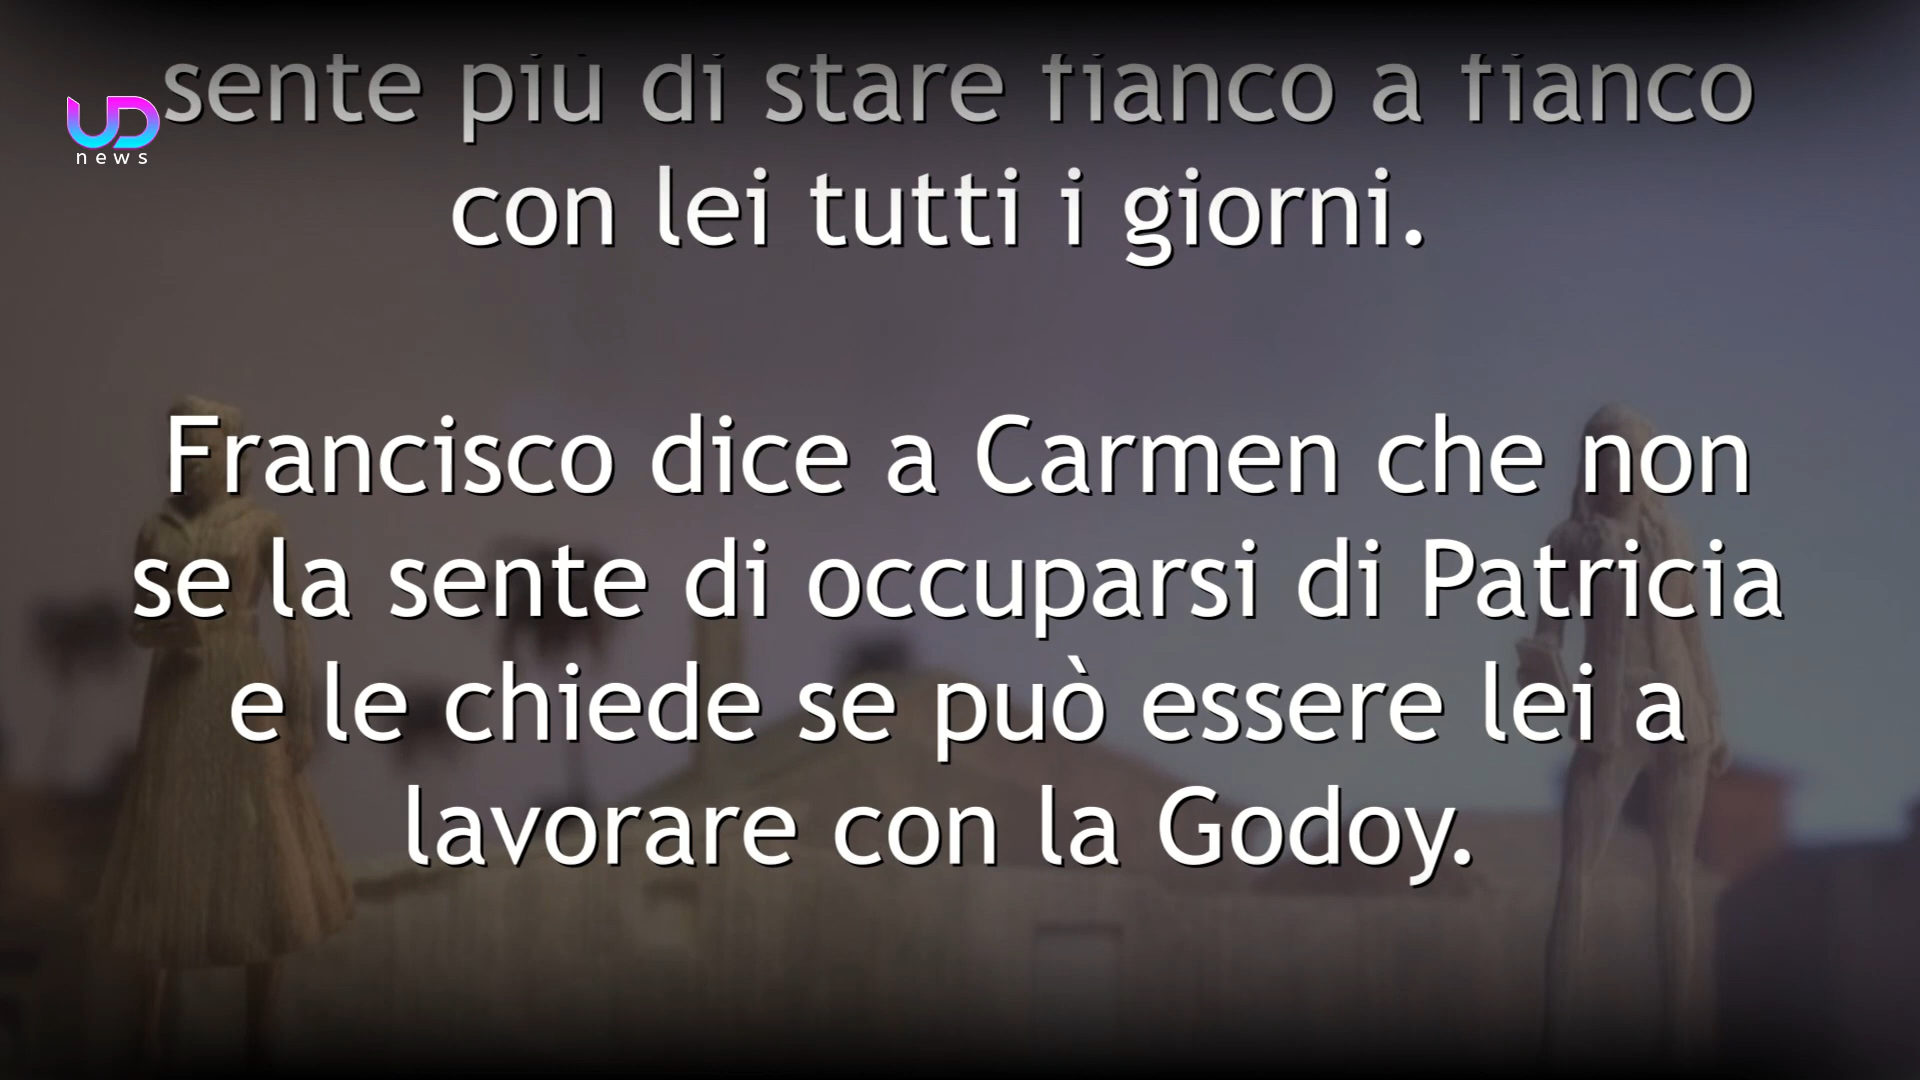 sente più di stare fianco a fianco
UD
news
con lei tutti i giorni.
Francisco dice a Carmen che non
se la sente di occuparsi di Patricia
e le chiede se può essere lei a
lavorare con la Godoy.